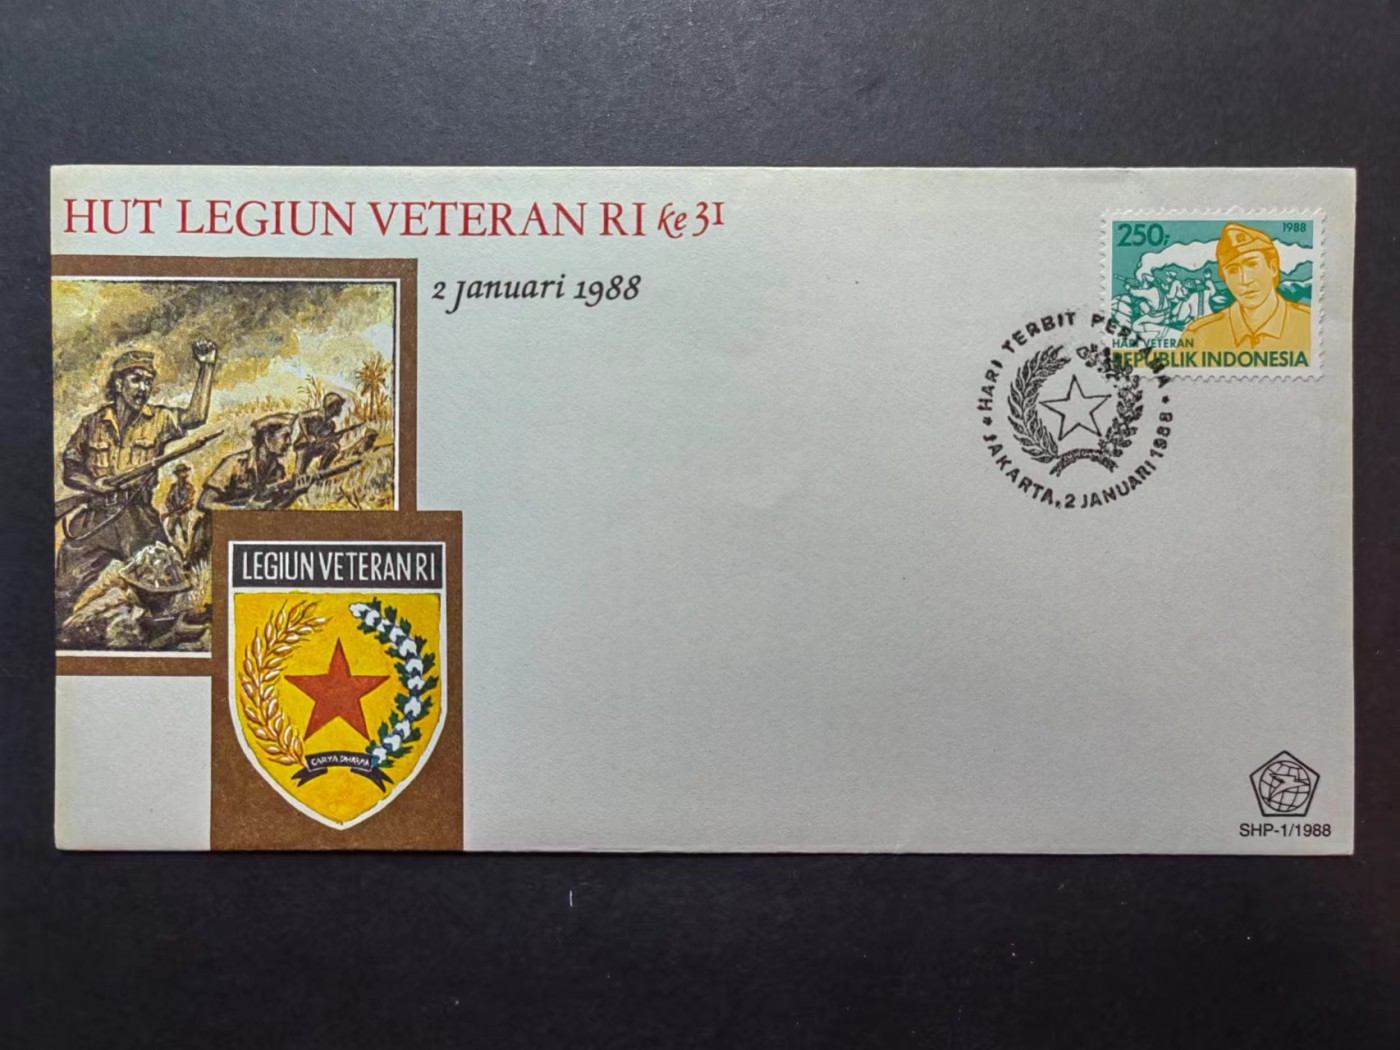 HUT LEGIUN VETERAN RI ke 31
2 Januari 1988
250,-
1988
HARI VETERAN
REPUBLIK INDONESIA
HARI TERBIT PERTAMA
JAKARTA, 2 JANUARI 1988
LEGIUN VETERAN RI
CARYA DHARMA
SHP-1/1988